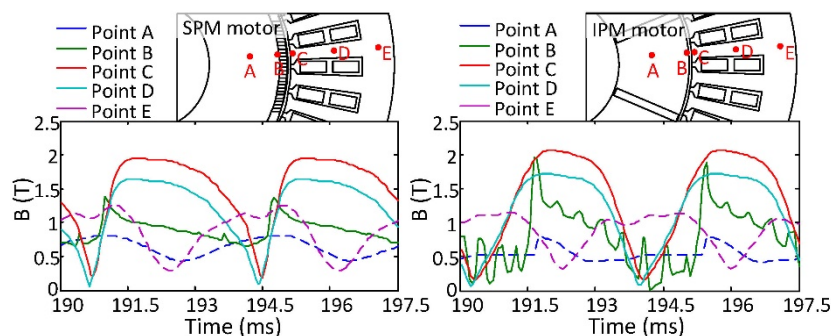 Point A
Point B
Point C
Point D
Point E
SPM motor
A
B
C
D
E
B (T)
2.5
2
1.5
1
0.5
0
190
191.5
193
194.5
196
197.5
Time (ms)
Point A
Point B
Point C
Point D
Point E
IPM motor
A
B
C
D
E
B (T)
2.5
2
1.5
1
0.5
0
190
191.5
193
194.5
196
197.5
Time (ms)